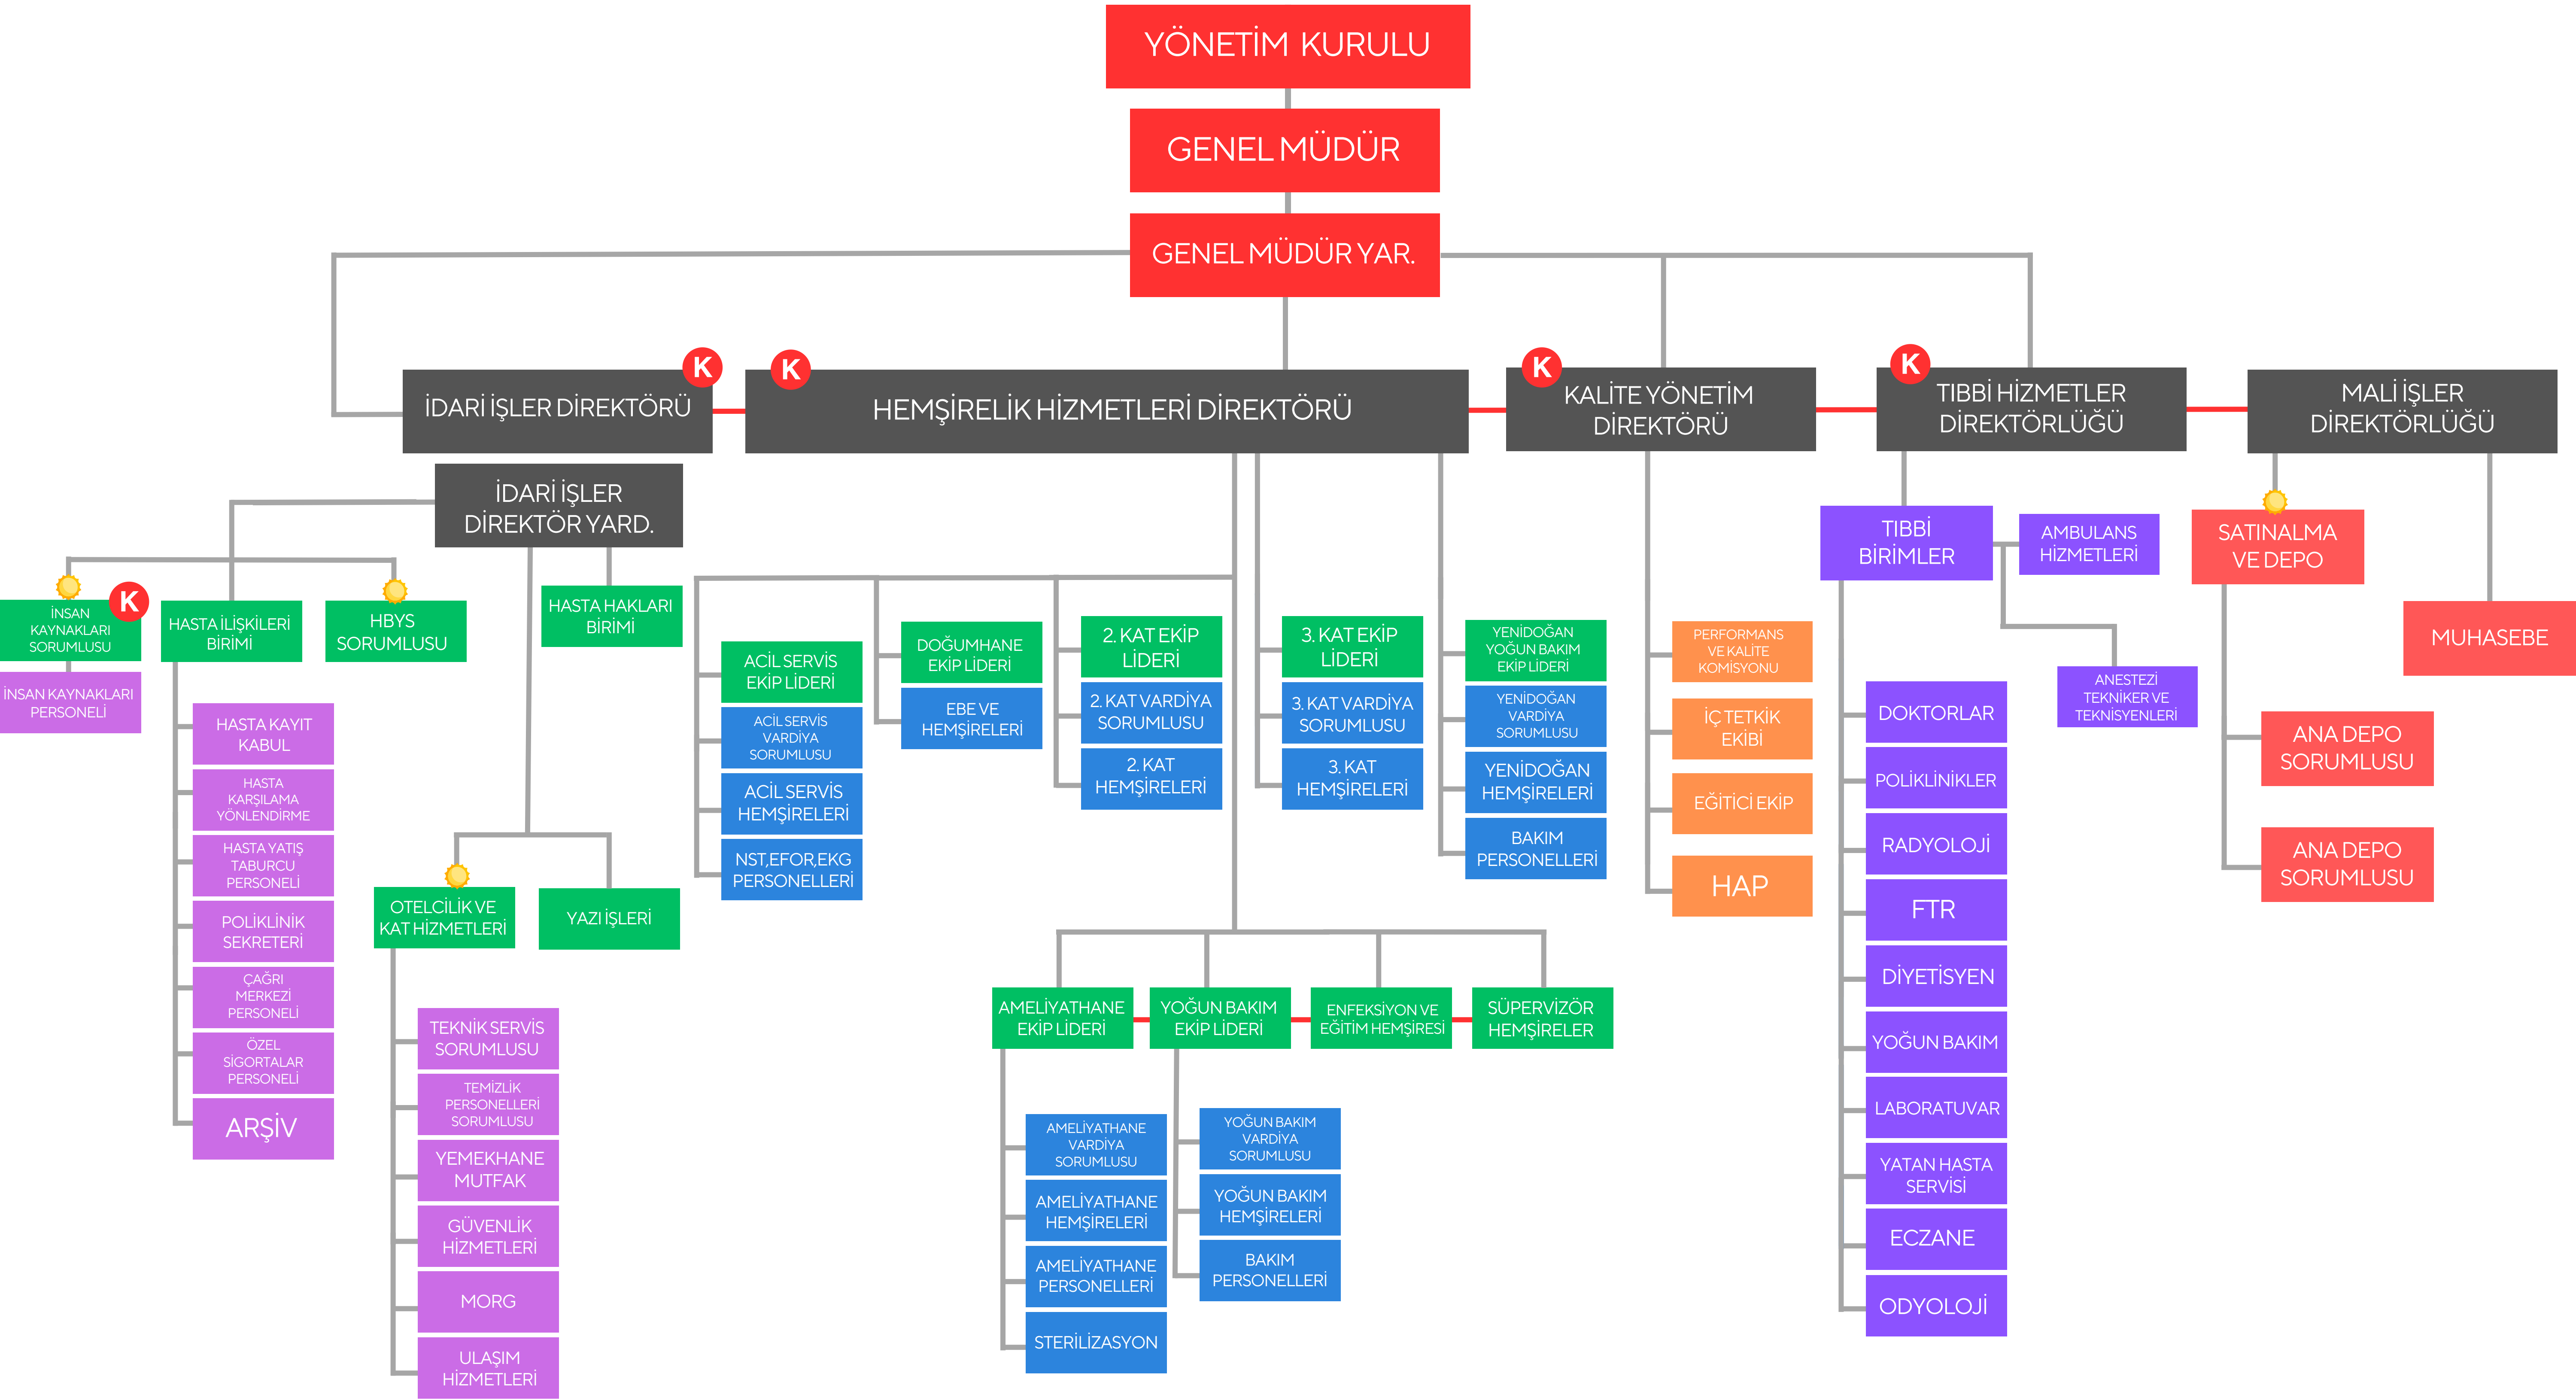 YÖNETİM KURULU
GENEL MÜDÜR
GENEL MÜDÜR YAR.
K
İDARİ İŞLER DİREKTÖRÜ
K
HEMŞİRELİK HİZMETLERİ DİREKTÖRÜ
K
KALİTE YÖNETİM
DİREKTÖRÜ
K
TIBBİ HİZMETLER
DİREKTÖRLÜĞÜ
MALİ İŞLER
DİREKTÖRLÜĞÜ
İDARİ İŞLER
DİREKTÖR YARD.
K
İNSAN
KAYNAKLARI
SORUMLUSU
İNSAN KAYNAKLARI
PERSONELİ
HASTA İLİŞKİLERİ
BİRİMİ
HBYS
SORUMLUSU
HASTA HAKLARI
BİRİMİ
HASTA KAYIT
KABUL
HASTA
KARŞILAMA
YÖNLENDİRME
HASTA YATIŞ
TABURCU
PERSONELİ
POLİKLİNİK
SEKRETERİ
ÇAĞRI
MERKEZİ
PERSONELİ
ÖZEL
SİGORTALAR
PERSONELİ
ARŞİV
OTELCİLİK VE
KAT HİZMETLERİ
YAZI İŞLERİ
TEKNİK SERVİS
SORUMLUSU
TEMİZLİK
PERSONELLERİ
SORUMLUSU
YEMEKHANE
MUTFAK
GÜVENLİK
HİZMETLERİ
MORG
ULAŞIM
HİZMETLERİ
ACİL SERVİS
EKİP LİDERİ
ACİL SERVİS
VARDİYA
SORUMLUSU
ACİL SERVİS
HEMŞİRELERİ
NST,EFOR,EKG
PERSONELLERİ
DOĞUMHANE
EKİP LİDERİ
EBE VE
HEMŞİRELERİ
2. KAT EKİP
LİDERİ
2. KAT VARDİYA
SORUMLUSU
2. KAT
HEMŞİRELERİ
3. KAT EKİP
LİDERİ
3. KAT VARDİYA
SORUMLUSU
3. KAT
HEMŞİRELERİ
YENİDOĞAN
YOĞUN BAKIM
EKİP LİDERİ
YENİDOĞAN
VARDİYA
SORUMLUSU
YENİDOĞAN
HEMŞİRELERİ
BAKIM
PERSONELLERİ
AMELİYATHANE
EKİP LİDERİ
YOĞUN BAKIM
EKİP LİDERİ
ENFEKSİYON VE
EĞİTİM HEMŞİRESİ
SÜPERVİZÖR
HEMŞİRELER
AMELİYATHANE
VARDİYA
SORUMLUSU
AMELİYATHANE
HEMŞİRELERİ
AMELİYATHANE
PERSONELLERİ
STERİLİZASYON
YOĞUN BAKIM
VARDİYA
SORUMLUSU
YOĞUN BAKIM
HEMŞİRELERİ
BAKIM
PERSONELLERİ
PERFORMANS
VE KALİTE
KOMİSYONU
İÇ TETKİK
EKİBİ
EĞİTİCİ EKİP
HAP
TIBBİ
BİRİMLER
AMBULANS
HİZMETLERİ
ANESTEZİ
TEKNİKER VE
TEKNİSYENLERİ
DOKTORLAR
POLİKLİNİKLER
RADYOLOJİ
FTR
DİYETİSYEN
YOĞUN BAKIM
LABORATUVAR
YATAN HASTA
SERVİSİ
ECZANE
ODYOLOJİ
SATINALMA
VE DEPO
MUHASEBE
ANA DEPO
SORUMLUSU
ANA DEPO
SORUMLUSU